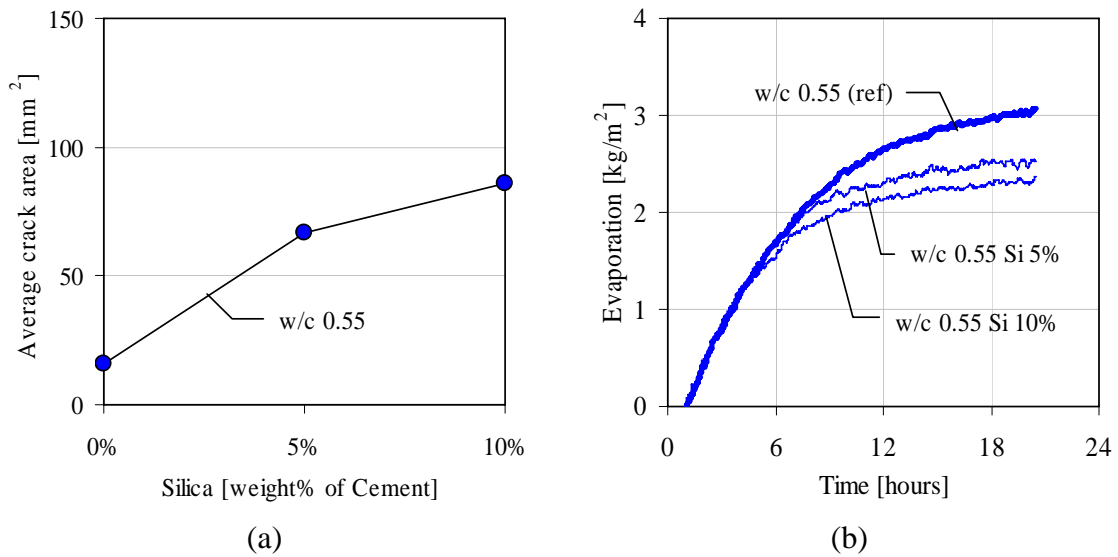 Average crack area [mm²]
150
100
50
0
0%
5%
10%
w/c 0.55
Silica [weight% of Cement]
(a)
Evaporation [kg/m²]
4
3
2
1
0
0
6
12
18
24
w/c 0.55 (ref)
w/c 0.55 Si 5%
w/c 0.55 Si 10%
Time [hours]
(b)